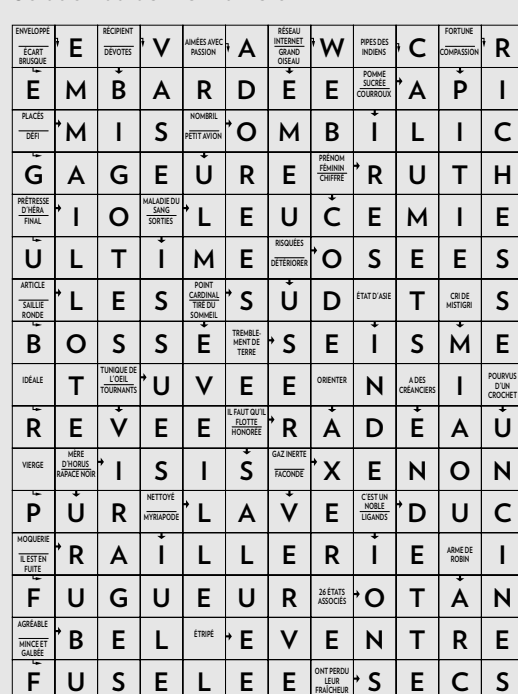 ENVELOPPE ÉCART BRUSQUE E RÉCIPIENT DÉVOTES V AIMÉES AVEC PASSION A RÉSEAU INTERNET GRAND OISEAU W PIPES DES INDIENS C FORTUNE COMPASSION R
E M B A R D E E POMME SUCRÉE COURROUX A P I
PLACÉS DÉFI M I S NOMBRIL PETIT AVION O M B I L I C
G A G E U R E PRÉNOM FÉMININ CHIFFRE R U T H
PRÊTRESSE D'HÉRA FINAL I O MALADIE DU SANG SORTIES L E U C E M I E
U L T I M E RISQUÉES DÉTÉRIORER O S E E S
ARTICLE SAILLIE RONDE L E S POINT CARDINAL TIRE DU SOMMEIL S U D ÉTAT D'ASIE T CRI DE MISTIGRI S
B O S S E TREMBLE- MENT DE TERRE S E I S M E
IDÉALE T TUNIQUE DE L'OEIL TOURNANTS U V E E ORIENTER N A DES CRÉANCIERS I POURVUS D'UN CROCHET
R E V E E IL FAUT QU'IL FLOTTE HONORÉE R A D E A U
VIERGE MÈRE D'HORUS RAPACE NOIR I S I S GAZ INERTE FACONDE X E N O N
P U R NETTOYÉ MYRIAPODE L A V E C'EST UN NOBLE LIGANDS D U C
MOQUERIE IL EST EN FUITE R A I L L E R I E ARME DE ROBIN I
F U G U E U R 26 ÉTATS ASSOCIÉS O T A N
AGRÉABLE MINCE ET GALBÉE B E L ÉTRIPÉ E V E N T R E
F U S E L E E ONT PERDU LEUR FRAÎCHEUR S E C S